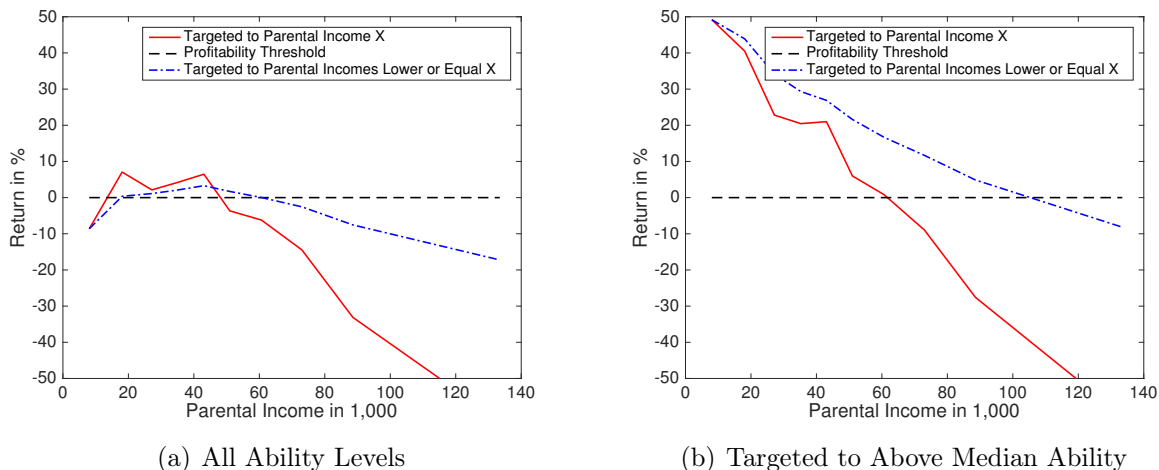 50
40
30
20
10
0
-10
-20
-30
-40
-50
Return in %
Targeted to Parental Income X
Profitability Threshold
Targeted to Parental Incomes Lower or Equal X
0 20 40 60 80 100 120 140
Parental Income in 1,000
(a) All Ability Levels
50
40
30
20
10
0
-10
-20
-30
-40
-50
Return in %
Targeted to Parental Income X
Profitability Threshold
Targeted to Parental Incomes Lower or Equal X
0 20 40 60 80 100 120 140
Parental Income in 1,000
(b) Targeted to Above Median Ability